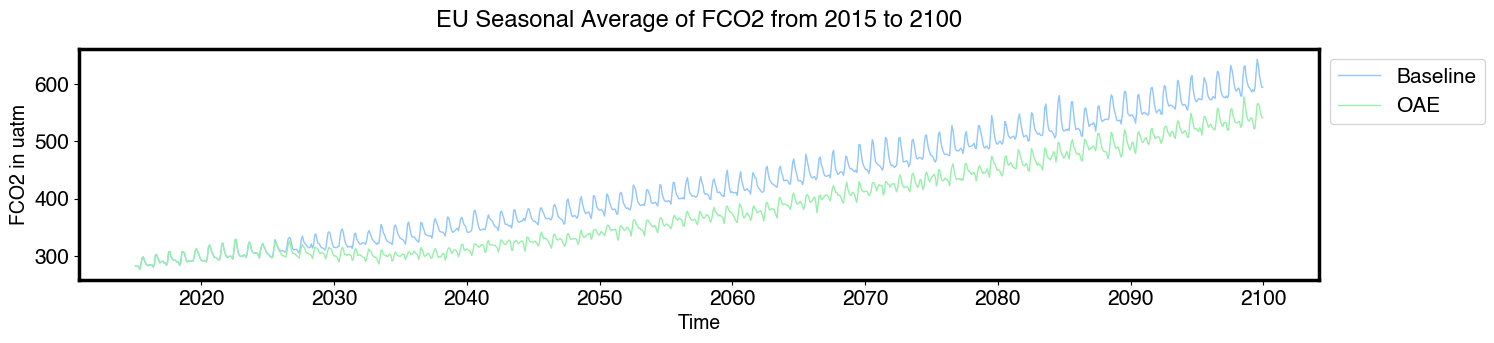 EU Seasonal Average of FCO2 from 2015 to 2100
FCO2 in uatm
600
500
400
300
2020 2030 2040 2050 2060 2070 2080 2090 2100
Time
Baseline
OAE